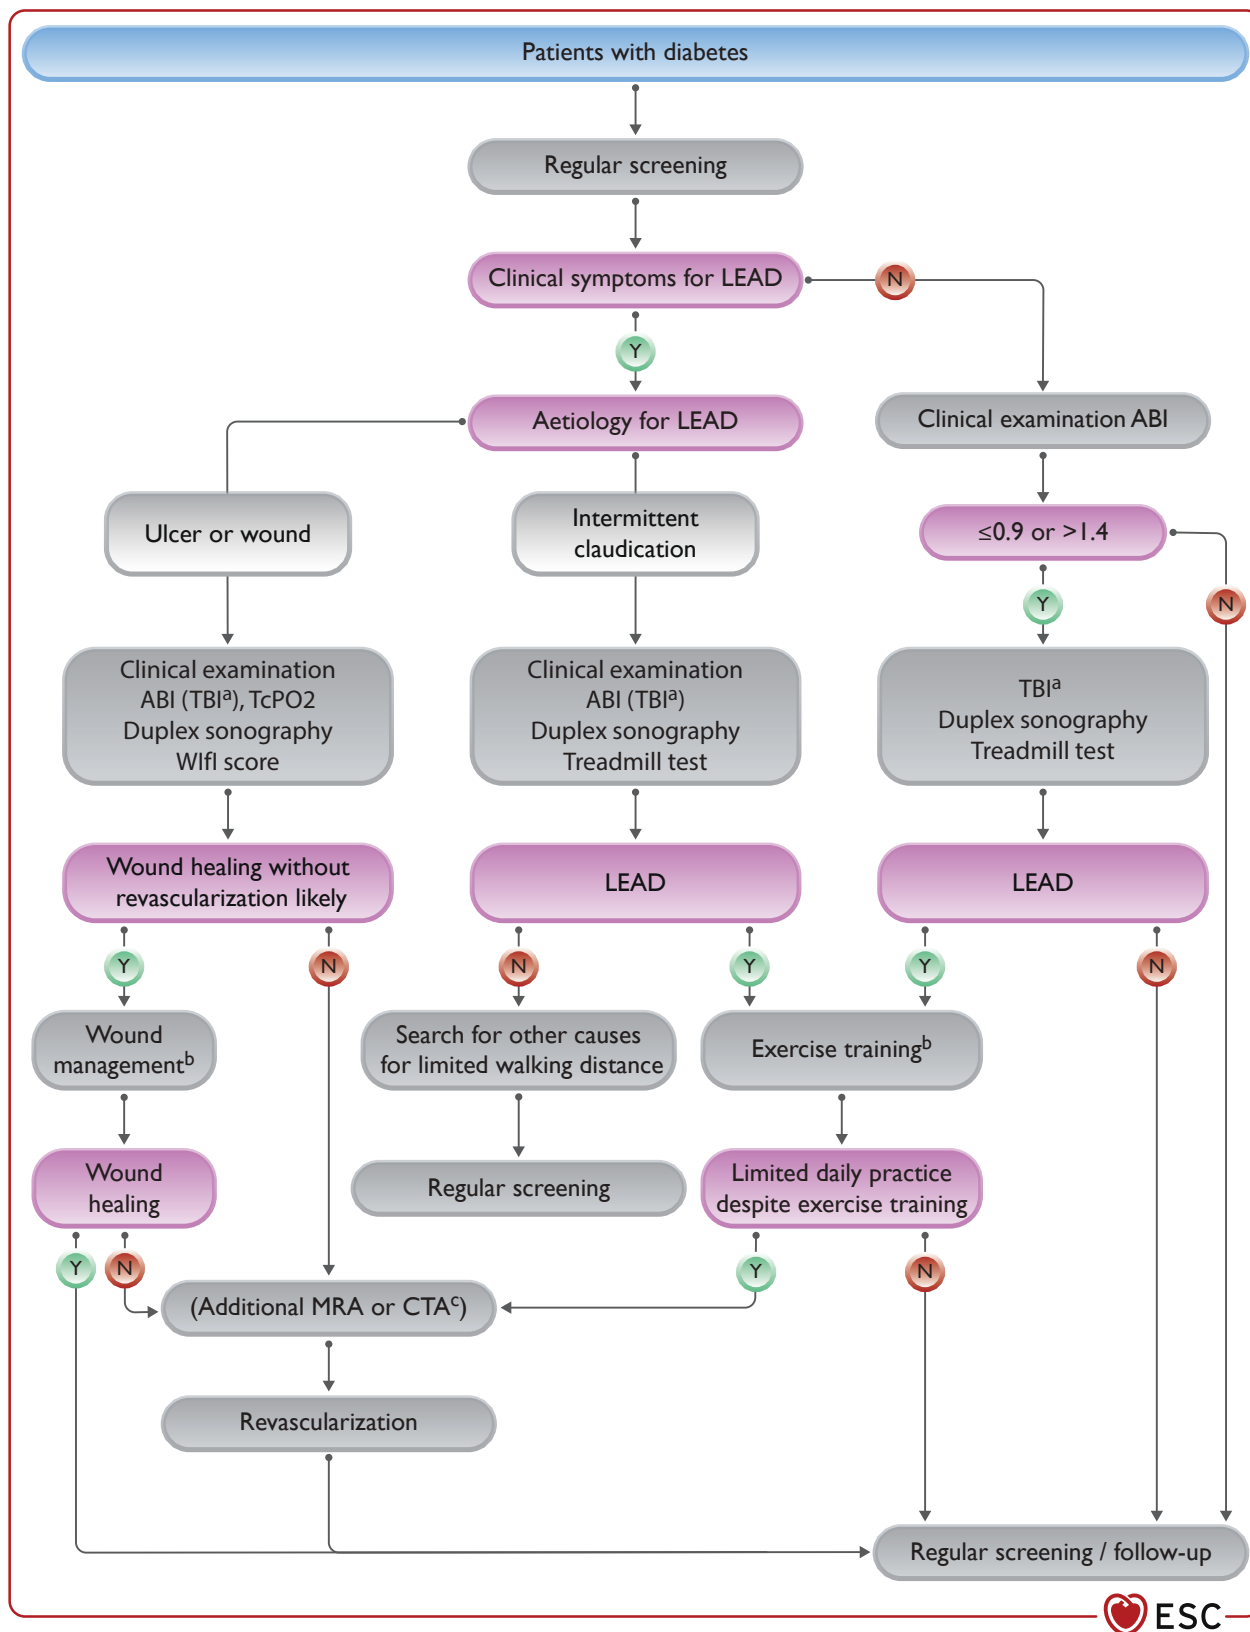 Patients with diabetes
Regular screening
Clinical symptoms for LEAD
N
Y
Aetiology for LEAD
Clinical examination ABI
Ulcer or wound
Intermittent
claudication
≤0.9 or >1.4
Y
N
Clinical examination
ABI (TBIa), TcPO2
Duplex sonography
WIfI score
Clinical examination
ABI (TBIa)
Duplex sonography
Treadmill test
TBIa
Duplex sonography
Treadmill test
Wound healing without
revascularization likely
LEAD
LEAD
Y
N
N
Y
Y
N
Wound
managementb
Search for other causes
for limited walking distance
Exercise trainingb
Wound
healing
Regular screening
Limited daily practice
despite exercise training
Y
N
Y
N
(Additional MRA or CTAc)
Revascularization
Regular screening / follow-up
ESC